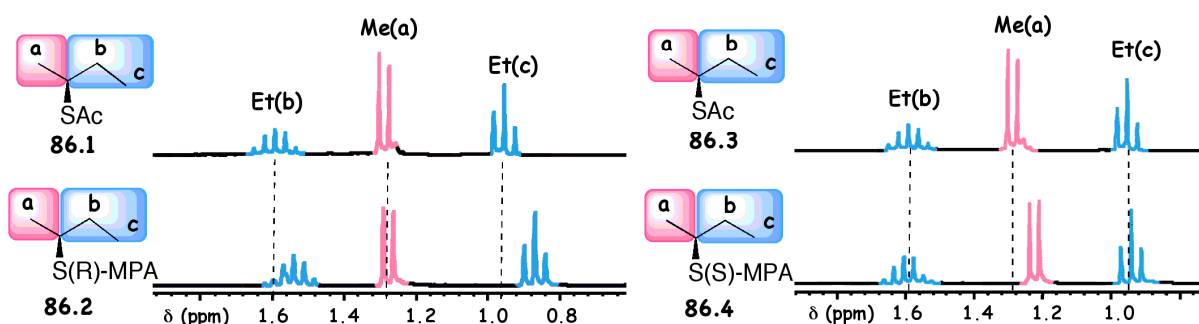 Me(a)
Et(b)
Et(c)
a
b
c
SAc
86.1
a
b
c
S(R)-MPA
86.2
δ (ppm)
1.6
1.4
1.2
1.0
0.8
Me(a)
Et(b)
Et(c)
a
b
c
SAc
86.3
a
b
c
S(S)-MPA
86.4
δ (ppm)
1.6
1.4
1.2
1.0